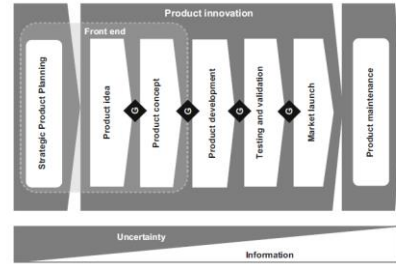 Product innovation
Front end
Strategic Product Planning
Product idea
G
Product concept
G
Product development
G
Testing and validation
G
Market launch
Product maintenance
Uncertainty
Information